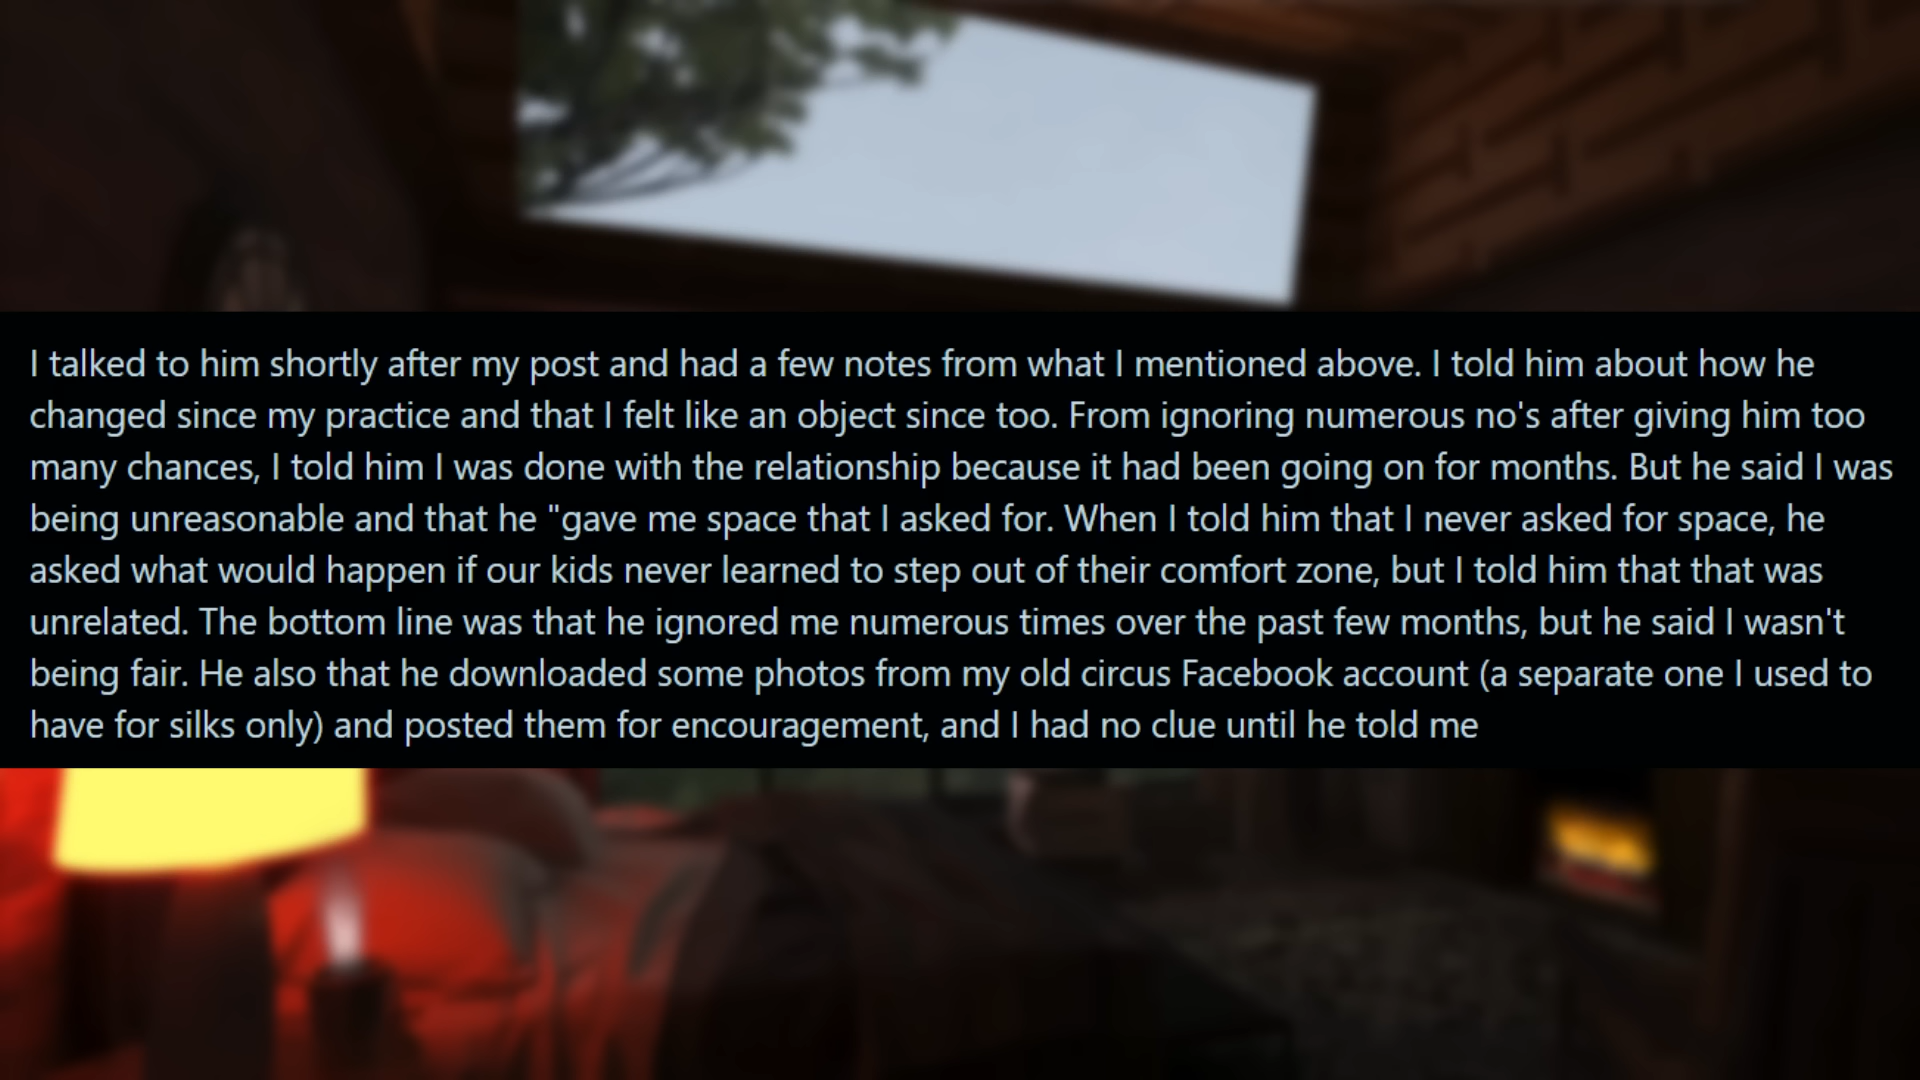 I talked to him shortly after my post and had a few notes from what I mentioned above. I told him about how he
changed since my practice and that I felt like an object since too. From ignoring numerous no's after giving him too
many chances, I told him I was done with the relationship because it had been going on for months. But he said I was
being unreasonable and that he "gave me space that I asked for. When I told him that I never asked for space, he
asked what would happen if our kids never learned to step out of their comfort zone, but I told him that that was
unrelated. The bottom line was that he ignored me numerous times over the past few months, but he said I wasn't
being fair. He also that he downloaded some photos from my old circus Facebook account (a separate one I used to
have for silks only) and posted them for encouragement, and I had no clue until he told me